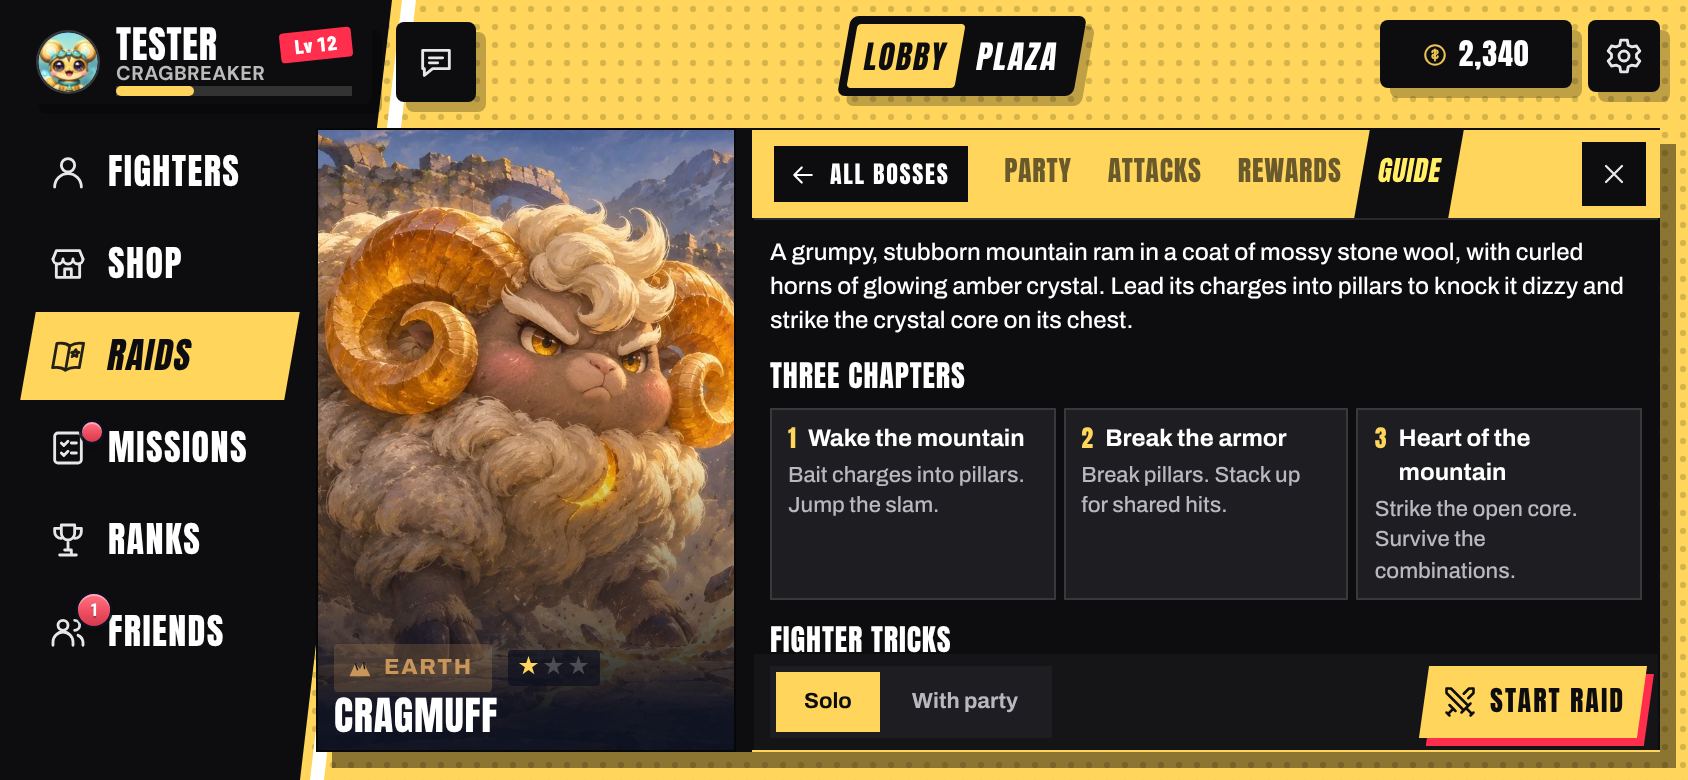 TESTER
Lv 12
CRAGBREAKER
LOBBY PLAZA
2,340
FIGHTERS
SHOP
RAIDS
MISSIONS
RANKS
1
FRIENDS
EARTH
CRAGMUFF
ALL BOSSES
PARTY
ATTACKS
REWARDS
GUIDE
A grumpy, stubborn mountain ram in a coat of mossy stone wool, with curled
horns of glowing amber crystal. Lead its charges into pillars to knock it dizzy and
strike the crystal core on its chest.
THREE CHAPTERS
1 Wake the mountain
Bait charges into pillars.
Jump the slam.
2 Break the armor
Break pillars. Stack up
for shared hits.
3 Heart of the
mountain
Strike the open core.
Survive the
combinations.
FIGHTER TRICKS
Solo
With party
START RAID